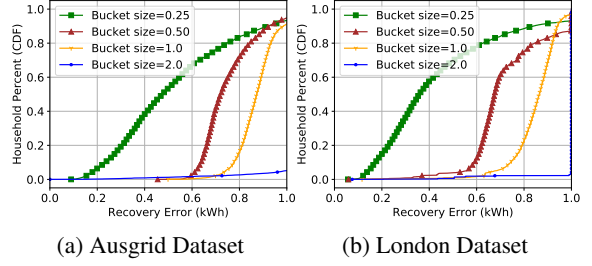 Household Percent (CDF)
1.0
0.8
0.6
0.4
0.2
0.0
Bucket size=0.25
Bucket size=0.50
Bucket size=1.0
Bucket size=2.0
0.0 0.2 0.4 0.6 0.8 1.0
Recovery Error (kWh)
(a) Ausgrid Dataset
Household Percent (CDF)
1.0
0.8
0.6
0.4
0.2
0.0
Bucket size=0.25
Bucket size=0.50
Bucket size=1.0
Bucket size=2.0
0.0 0.2 0.4 0.6 0.8 1.0
Recovery Error (kWh)
(b) London Dataset